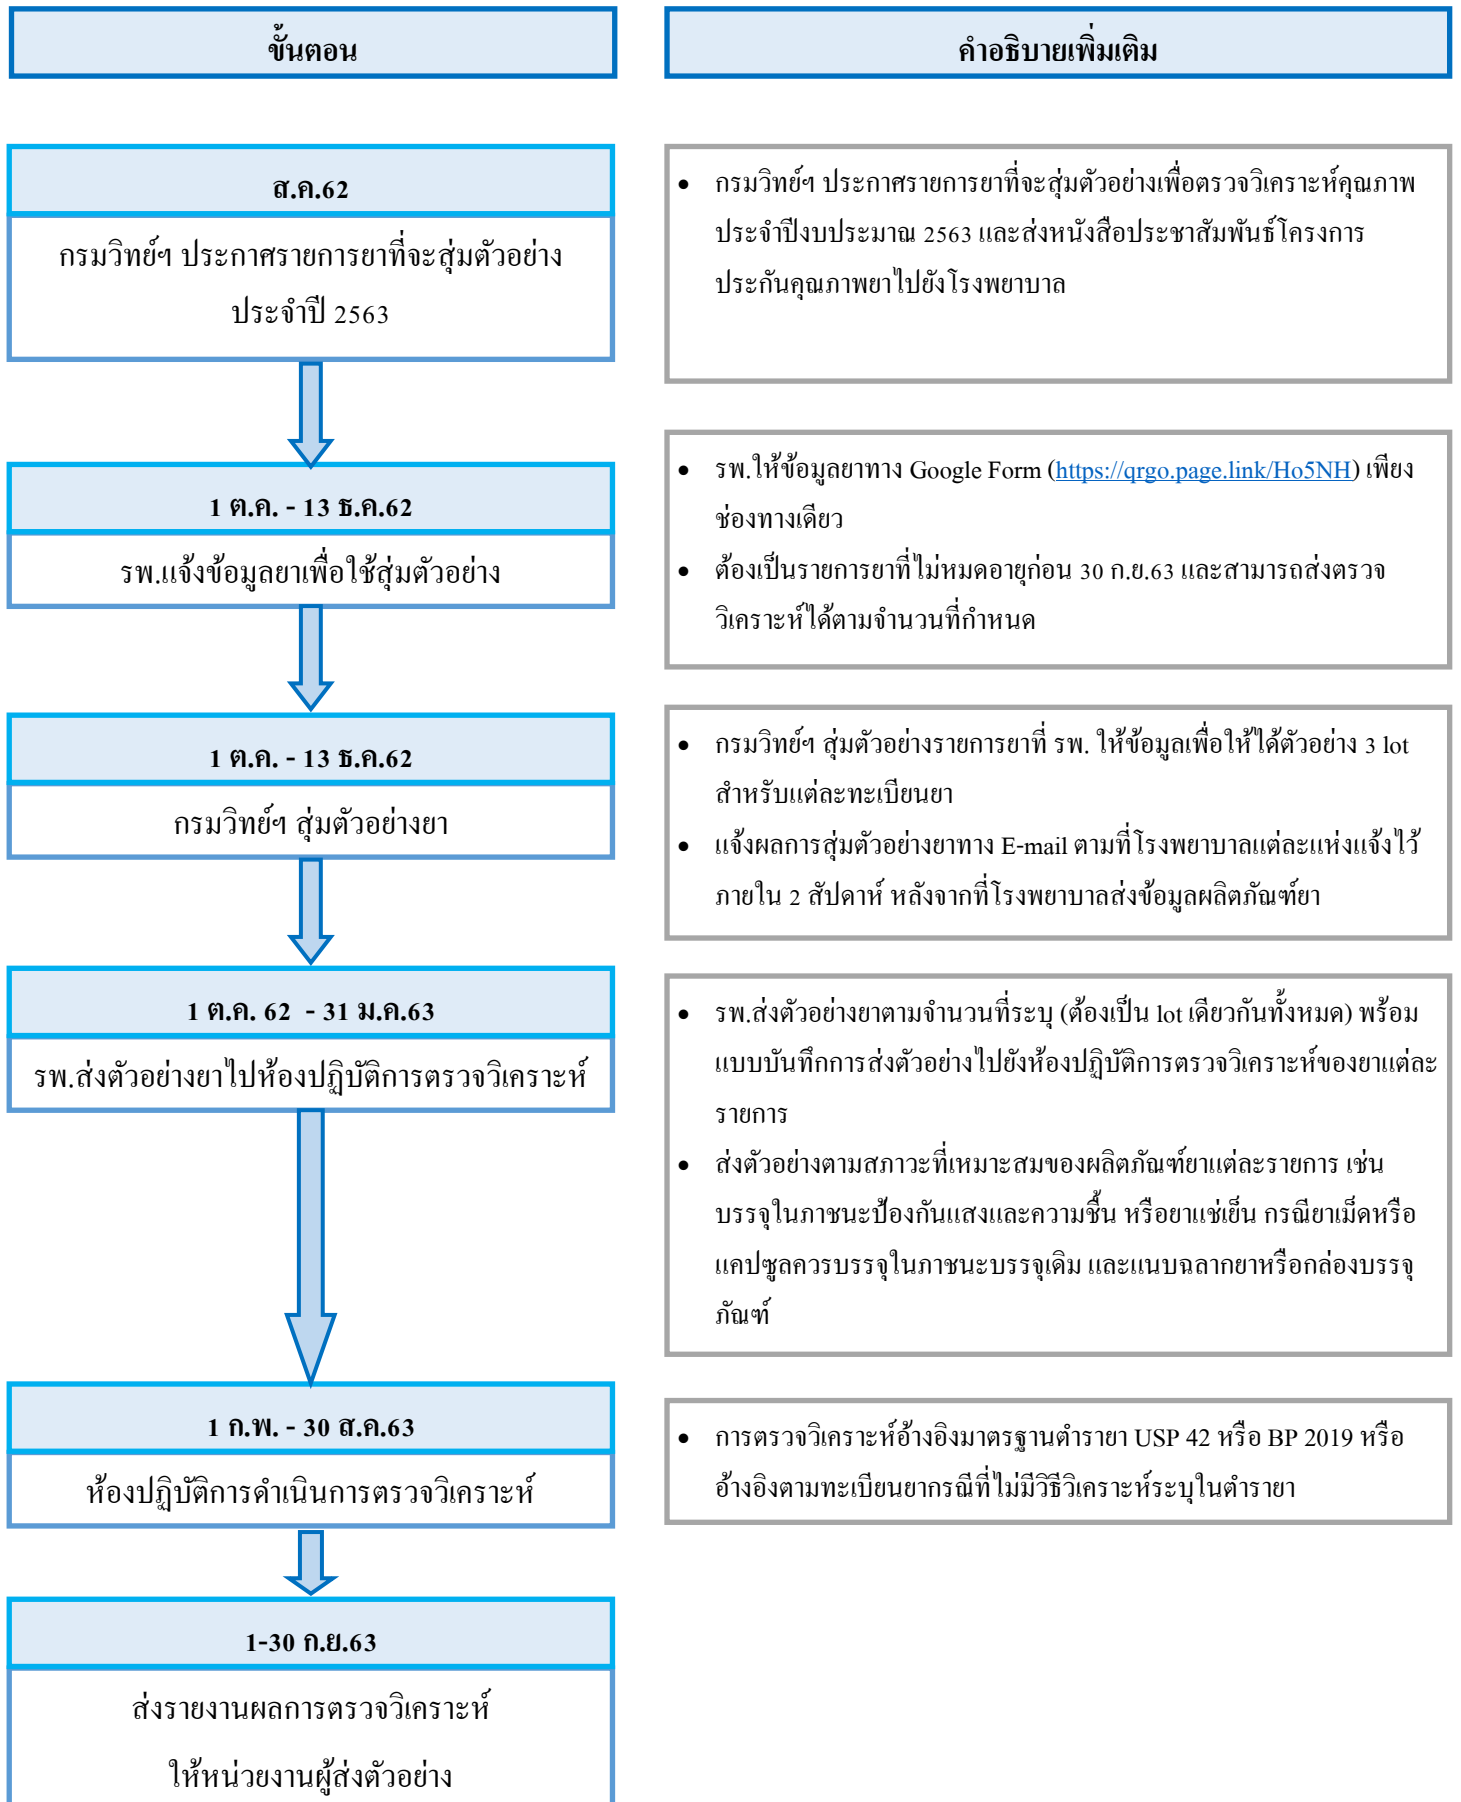 ขั้นตอน
คำอธิบายเพิ่มเติม
ส.ค.62
กรมวิทย์ฯ ประกาศรายการยาที่จะสุ่มตัวอย่าง
ประจำปี 2563
• กรมวิทย์ฯ ประกาศรายการยาที่จะสุ่มตัวอย่างเพื่อตรวจวิเคราะห์คุณภาพ
ประจำปีงบประมาณ 2563 และส่งหนังสือประชาสัมพันธ์โครงการ
ประกันคุณภาพยาไปยังโรงพยาบาล
1 ต.ค. - 13 ธ.ค.62
รพ.แจ้งข้อมูลยาเพื่อใช้สุ่มตัวอย่าง
• รพ.ให้ข้อมูลยาทาง Google Form (https://qrgo.page.link/Ho5NH) เพียง
ช่องทางเดียว
• ต้องเป็นรายการยาที่ไม่หมดอายุก่อน 30 ก.ย.63 และสามารถส่งตรวจ
วิเคราะห์ได้ตามจำนวนที่กำหนด
1 ต.ค. - 13 ธ.ค.62
กรมวิทย์ฯ สุ่มตัวอย่างยา
• กรมวิทย์ฯ สุ่มตัวอย่างรายการยาที่ รพ. ให้ข้อมูลเพื่อให้ได้ตัวอย่าง 3 lot
สำหรับแต่ละทะเบียนยา
• แจ้งผลการสุ่มตัวอย่างยาทาง E-mail ตามที่โรงพยาบาลแต่ละแห่งแจ้งไว้
ภายใน 2 สัปดาห์ หลังจากที่โรงพยาบาลส่งข้อมูลผลิตภัณฑ์ยา
1 ต.ค. 62 - 31 ม.ค.63
รพ.ส่งตัวอย่างยาไปห้องปฏิบัติการตรวจวิเคราะห์
• รพ.ส่งตัวอย่างยาตามจำนวนที่ระบุ (ต้องเป็น lot เดียวกันทั้งหมด) พร้อม
แบบบันทึกการส่งตัวอย่างไปยังห้องปฏิบัติการตรวจวิเคราะห์ของยาแต่ละ
รายการ
• ส่งตัวอย่างตามสภาวะที่เหมาะสมของผลิตภัณฑ์ยาแต่ละรายการ เช่น
บรรจุในภาชนะป้องกันแสงและความชื้น หรือยาแช่เย็น กรณียาเม็ดหรือ
แคปซูลควรบรรจุในภาชนะบรรจุเดิม และแนบฉลากยาหรือกล่องบรรจุ
ภัณฑ์
1 ก.พ. - 30 ส.ค.63
ห้องปฏิบัติการดำเนินการตรวจวิเคราะห์
• การตรวจวิเคราะห์อ้างอิงมาตรฐานตำรายา USP 42 หรือ BP 2019 หรือ
อ้างอิงตามทะเบียนยากรณีที่ไม่มีวิธีวิเคราะห์ระบุในตำรายา
1-30 ก.ย.63
ส่งรายงานผลการตรวจวิเคราะห์
ให้หน่วยงานผู้ส่งตัวอย่าง